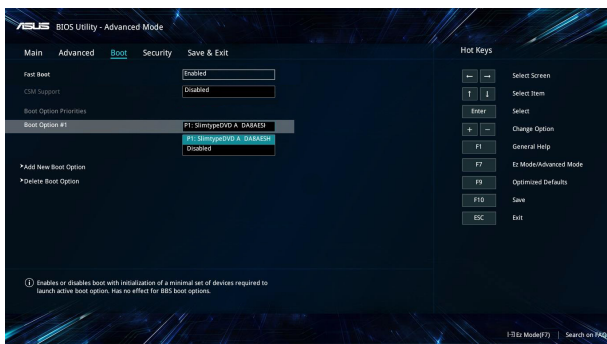 ASUS BIOS Utility - Advanced Mode
Main Advanced Boot Security Save & Exit
Hot Keys
Fast Boot Enabled
CSM Support Disabled
Boot Option Priorities
Boot Option #1 P1: SlimtypeDVD A DA8AESI
P1: SlimtypeDVD A DA8AESH
Disabled
Add New Boot Option
Delete Boot Option
← → Select Screen
↑ ↓ Select Item
Enter Select
+ - Change Option
F1 General Help
F7 Ez Mode/Advanced Mode
F9 Optimized Defaults
F10 Save
ESC Exit
Enables or disables boot with initialization of a minimal set of devices required to
launch active boot option. Has no effect for BBS boot options.
Ez Mode(F7) | Search on FAQ